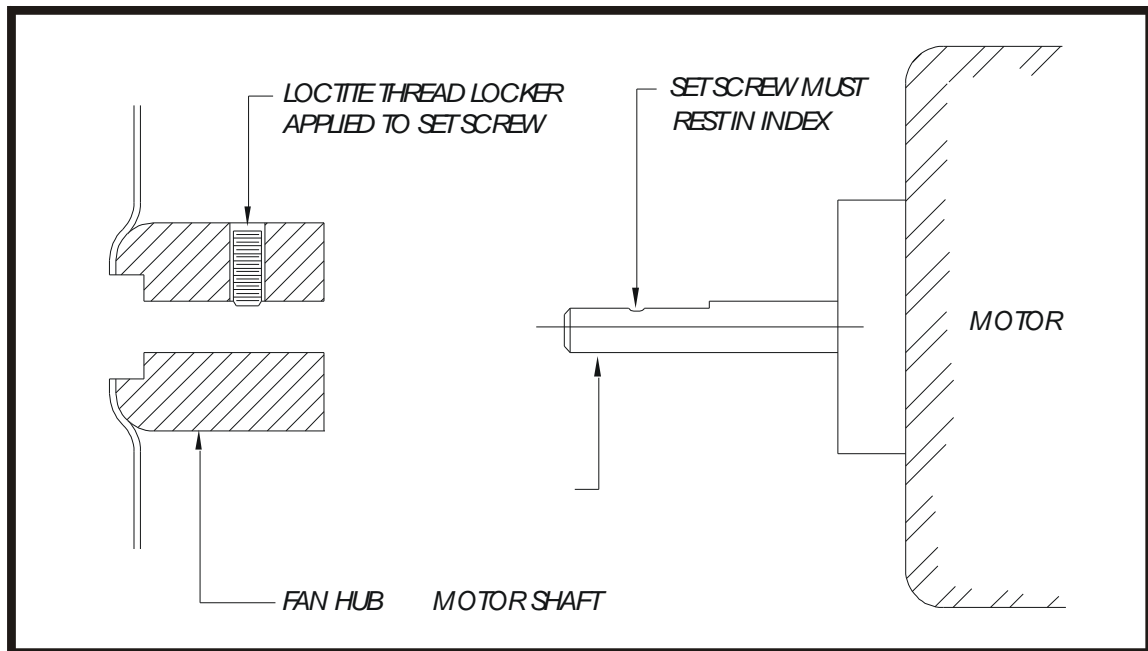 LOCTITE THREAD LOCKER
APPLIED TO SET SCREW
SET SCREW MUST
REST IN INDEX
MOTOR
FAN HUB
MOTOR SHAFT